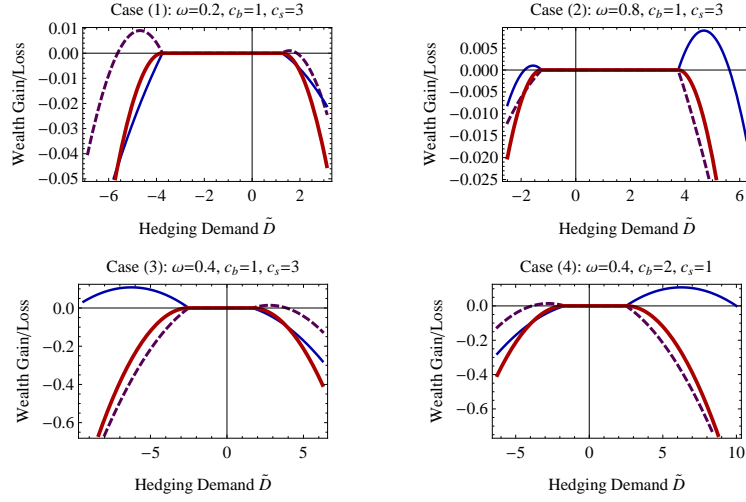 Case (1): ω=0.2, c_b=1, c_s=3
0.01
0.00
−0.01
−0.02
−0.03
−0.04
−0.05
Wealth Gain/Loss
−6 −4 −2 0 2
Hedging Demand D̃
Case (2): ω=0.8, c_b=1, c_s=3
0.005
0.000
−0.005
−0.010
−0.015
−0.020
−0.025
Wealth Gain/Loss
−2 0 2 4 6
Hedging Demand D̃
Case (3): ω=0.4, c_b=1, c_s=3
0.0
−0.2
−0.4
−0.6
Wealth Gain/Loss
−5 0 5
Hedging Demand D̃
Case (4): ω=0.4, c_b=2, c_s=1
0.0
−0.2
−0.4
−0.6
Wealth Gain/Loss
−5 0 5 10
Hedging Demand D̃